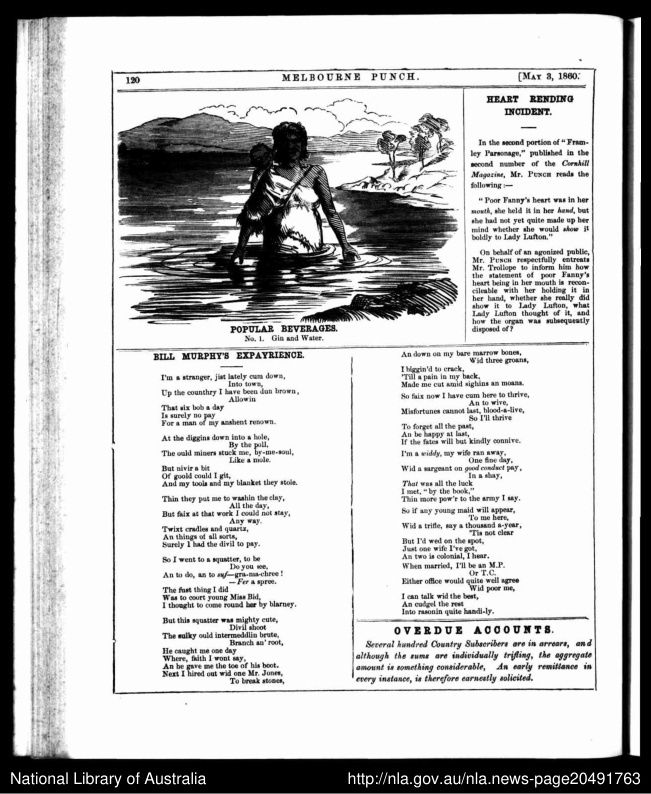 120
MELBOURNE PUNCH.
[MAY 3, 1860.
POPULAR BEVERAGES.
No. 1. Gin and Water.
HEART RENDING
INCIDENT.
In the second portion of "Fram-
ley Parsonage," published in the
second number of the Cornhill
Magazine, Mr. PUNCH reads the
following :—
"Poor Fanny's heart was in her
mouth, she held it in her hand, but
she had not yet quite made up her
mind whether she would show it
boldly to Lady Lufton."
On behalf of an agonized public,
Mr. PUNCH respectfully entreats
Mr. Trollope to inform him how
the statement of poor Fanny's
heart being in her mouth is recon-
cileable with her holding it in
her hand, whether she really did
show it to Lady Lufton, what
Lady Lufton thought of it, and
how the organ was subsequently
disposed of?
BILL MURPHY'S EXPAYRIENCE.
I'm a stranger, jist lately cum down,
Into town,
Up the counthry I have been dun brown,
Allowin
That six bob a day
Is surely no pay
For a man of my anshent renown.
At the diggins down into a hole,
By the poll,
The ould miners stuck me, by-me-soul,
Like a mole.
But nivir a bit
Of goold could I git,
And my tools and my blanket they stole.
Thin they put me to washin the clay,
All the day,
But faix at that work I could not stay,
Any way.
Twixt cradles and quartz,
An things of all sorts,
Surely I had the divil to pay.
So I went to a squatter, to be
Do you see,
An to do, an to suf—gra-ma-chree!
—Fer a spree.
The fust thing I did
Was to coort young Miss Bid,
I thought to come round her by blarney.
But this squatter was mighty cute,
Divil shoot
The sulky ould intermeddlin brute,
Branch an' root,
He caught me one day
Where, faith I wont say,
An he gave me the toe of his boot.
Next I hired out wid one Mr. Jones,
To break stones,
An down on my bare marrow bones,
Wid three groans,
I biggin'd to crack,
'Till a pain in my back,
Made me cut amid sighins an moans.
So faix now I have cum here to thrive,
An to wive,
Misfortunes cannot last, blood-a-live,
So I'll thrive
To forget all the past,
An be happy at last,
If the fates will but kindly connive.
I'm a widdy, my wife ran away,
One fine day,
Wid a sargeant on good conduct pay,
In a shay,
That was all the luck
I met, "by the book,"
Thin more pow'r to the army I say.
So if any young maid will appear,
To me here,
Wid a trifle, say a thousand a-year,
'Tis not clear
But I'd wed on the spot,
Just one wife I've got,
An two is colonial, I hear.
When married, I'll be an M.P.
Or T.C.
Either office would quite well agree
Wid poor me,
I can talk wid the best,
An cudgel the rest
Into rasonin quite handi-ly.
OVERDUE ACCOUNTS.
Several hundred Country Subscribers are in arrears, and
although the sums are individually trifling, the aggregate
amount is something considerable, An early remittance in
every instance, is therefore earnestly solicited.
National Library of Australia
http://nla.gov.au/nla.news-page20491763